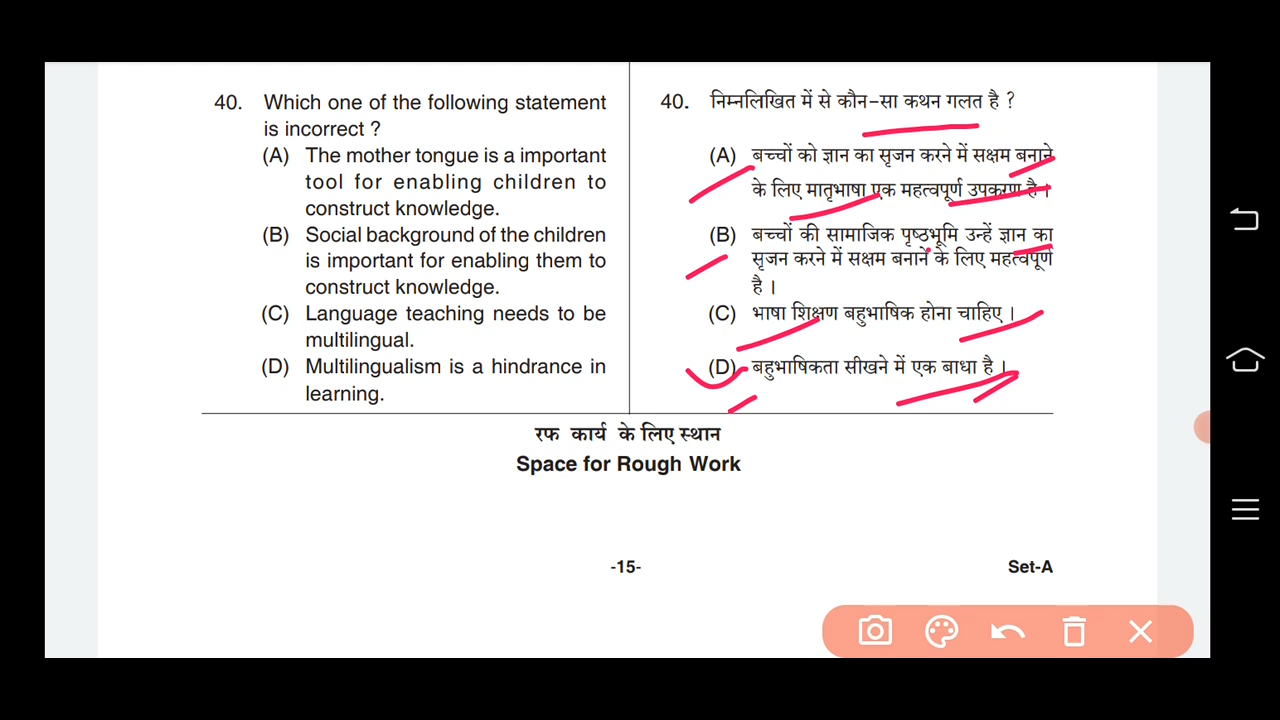 40. Which one of the following statement
is incorrect ?
(A) The mother tongue is a important
tool for enabling children to
construct knowledge.
(B) Social background of the children
is important for enabling them to
construct knowledge.
(C) Language teaching needs to be
multilingual.
(D) Multilingualism is a hindrance in
learning.
40. निम्नलिखित में से कौन-सा कथन गलत है ?
(A) बच्चों को ज्ञान का सृजन करने में सक्षम बनाने
के लिए मातृभाषा एक महत्वपूर्ण उपकरण है ।
(B) बच्चों की सामाजिक पृष्ठभूमि उन्हें ज्ञान का
सृजन करने में सक्षम बनाने के लिए महत्वपूर्ण
है ।
(C) भाषा शिक्षण बहुभाषिक होना चाहिए ।
(D) बहुभाषिकता सीखने में एक बाधा है ।
रफ कार्य के लिए स्थान
Space for Rough Work
-15-
Set-A